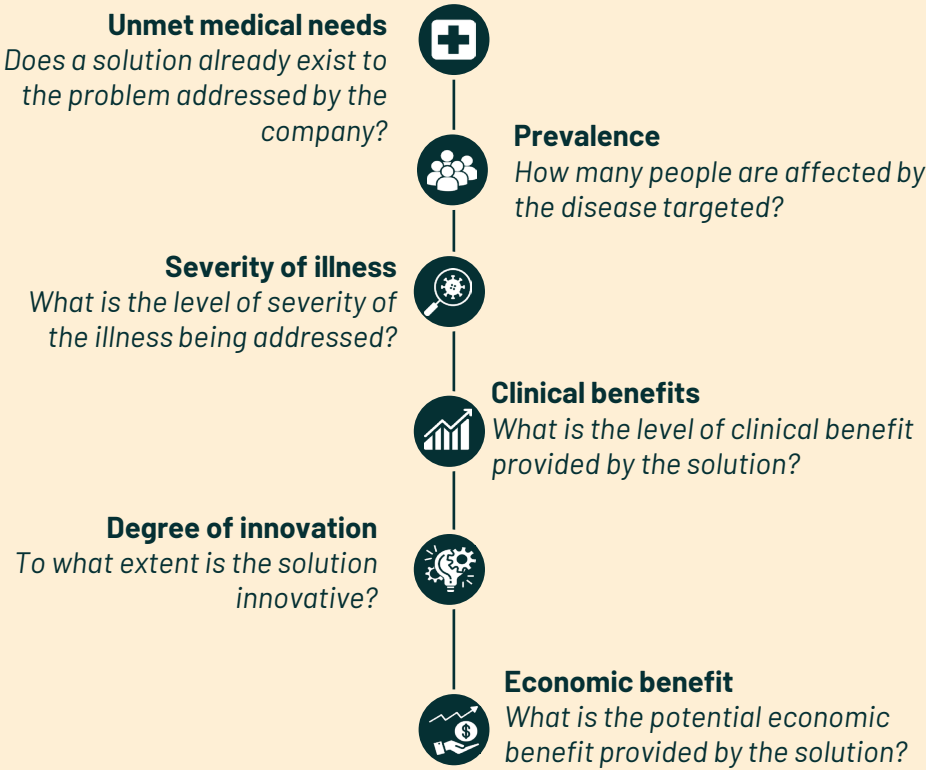 Unmet medical needs
Does a solution already exist to
the problem addressed by the
company?
Prevalence
How many people are affected by
the disease targeted?
Severity of illness
What is the level of severity of
the illness being addressed?
Clinical benefits
What is the level of clinical benefit
provided by the solution?
Degree of innovation
To what extent is the solution
innovative?
Economic benefit
What is the potential economic
benefit provided by the solution?
$